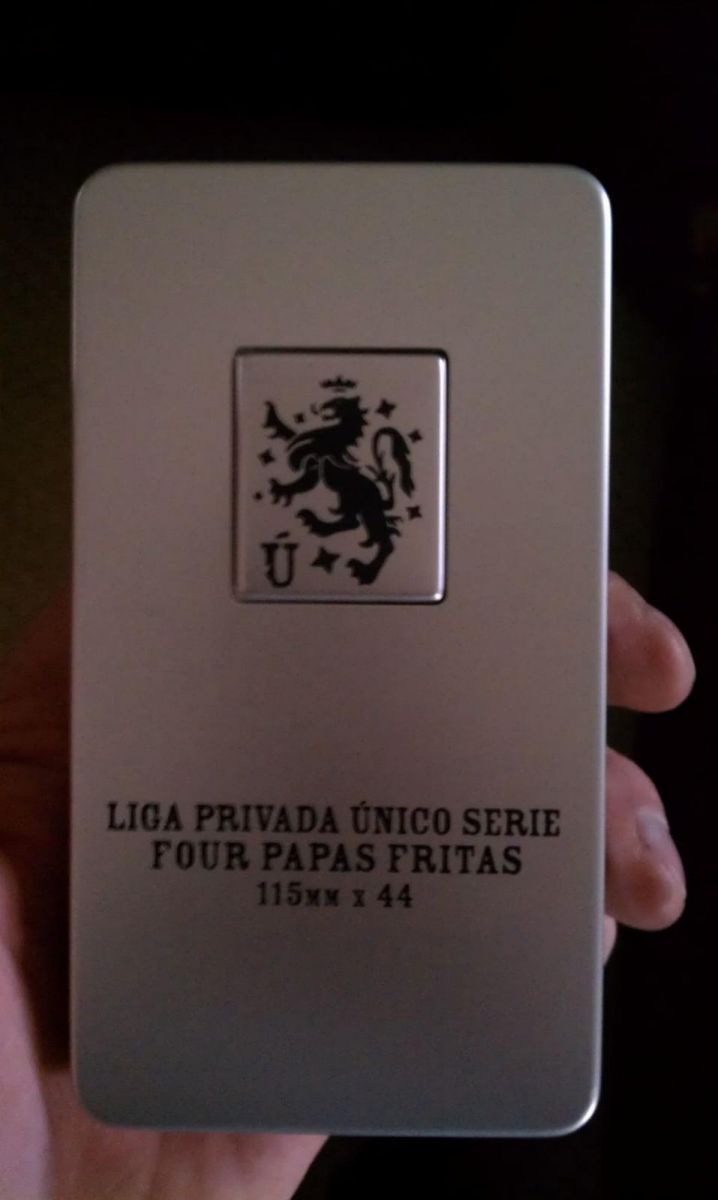 Ú
LIGA PRIVADA ÚNICO SERIE
FOUR PAPAS FRITAS
115MM X 44